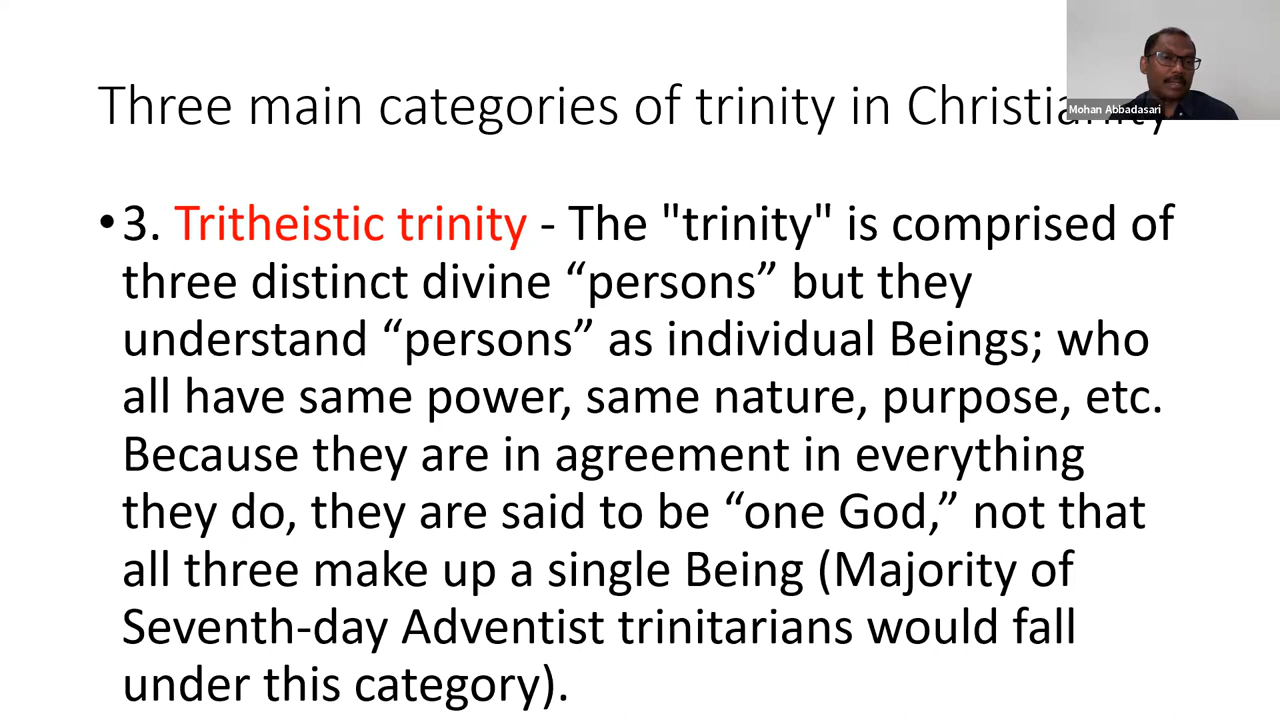 Three main categories of trinity in Christianity
Mohan Abbadasari
• 3. Tritheistic trinity - The "trinity" is comprised of
three distinct divine “persons” but they
understand “persons” as individual Beings; who
all have same power, same nature, purpose, etc.
Because they are in agreement in everything
they do, they are said to be “one God,” not that
all three make up a single Being (Majority of
Seventh-day Adventist trinitarians would fall
under this category).